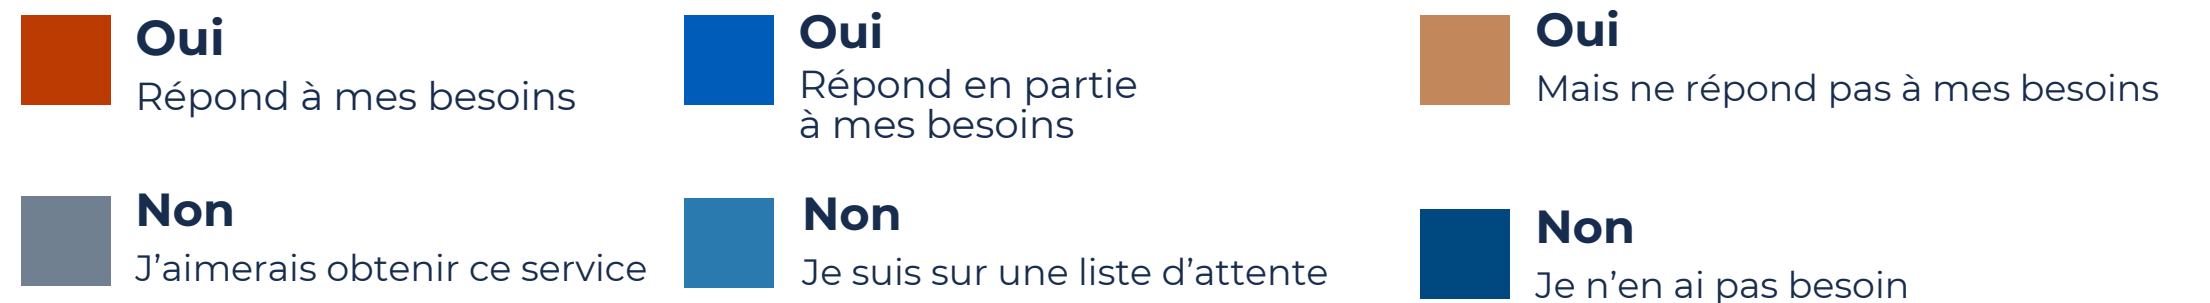 Oui
Répond à mes besoins
Oui
Répond en partie
à mes besoins
Oui
Mais ne répond pas à mes besoins
Non
J’aimerais obtenir ce service
Non
Je suis sur une liste d’attente
Non
Je n’en ai pas besoin